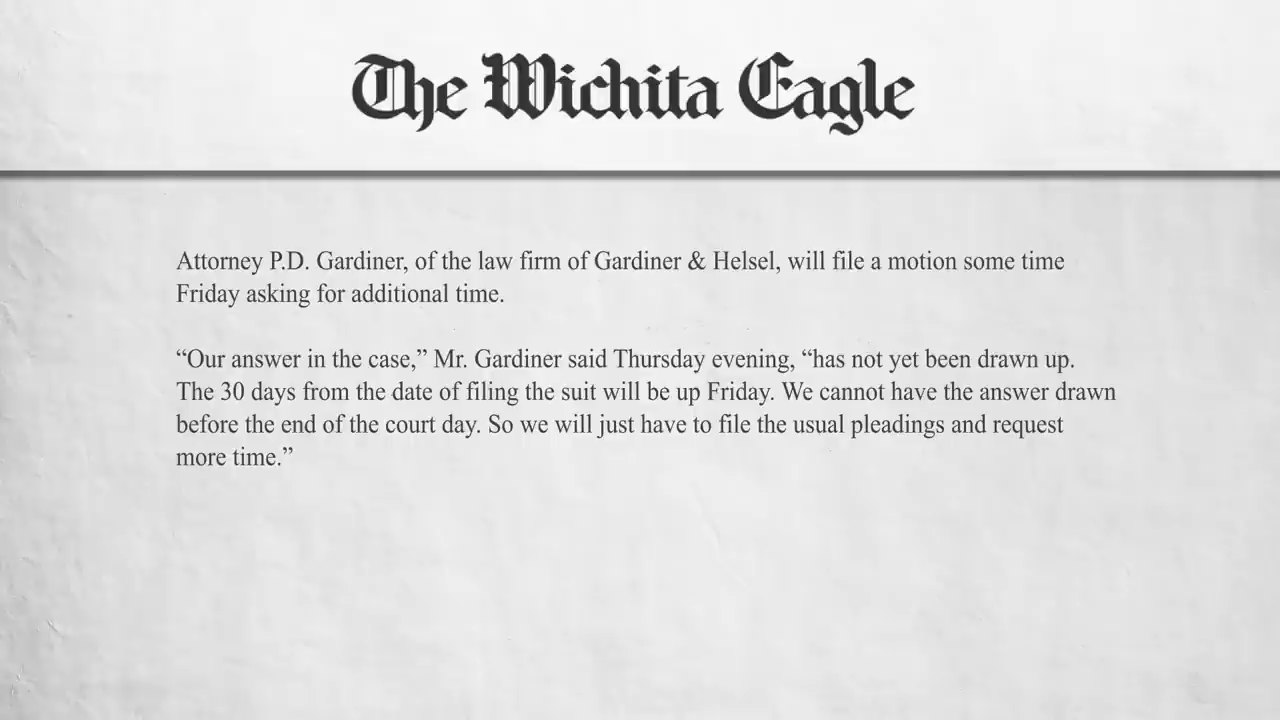 The Wichita Eagle
Attorney P.D. Gardiner, of the law firm of Gardiner & Helsel, will file a motion some time
Friday asking for additional time.
“Our answer in the case,” Mr. Gardiner said Thursday evening, “has not yet been drawn up.
The 30 days from the date of filing the suit will be up Friday. We cannot have the answer drawn
before the end of the court day. So we will just have to file the usual pleadings and request
more time.”